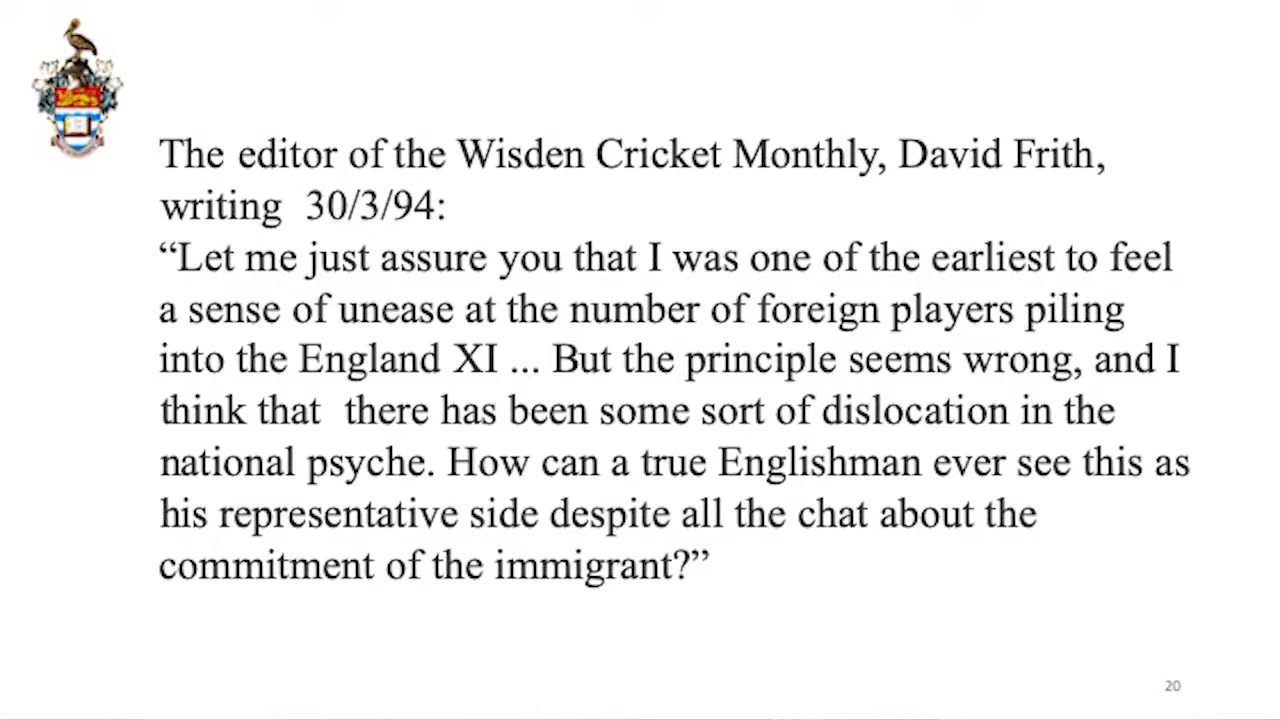 The editor of the Wisden Cricket Monthly, David Frith,
writing 30/3/94:
“Let me just assure you that I was one of the earliest to feel
a sense of unease at the number of foreign players piling
into the England XI ... But the principle seems wrong, and I
think that there has been some sort of dislocation in the
national psyche. How can a true Englishman ever see this as
his representative side despite all the chat about the
commitment of the immigrant?”
20